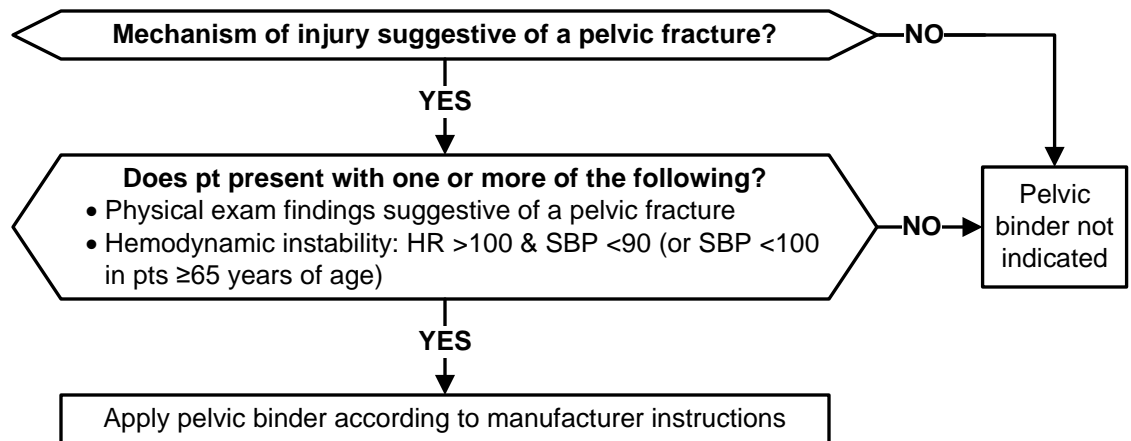 Mechanism of injury suggestive of a pelvic fracture?
NO
YES
Does pt present with one or more of the following?
• Physical exam findings suggestive of a pelvic fracture
• Hemodynamic instability: HR >100 & SBP <90 (or SBP <100
in pts ≥65 years of age)
NO
Pelvic
binder not
indicated
YES
Apply pelvic binder according to manufacturer instructions